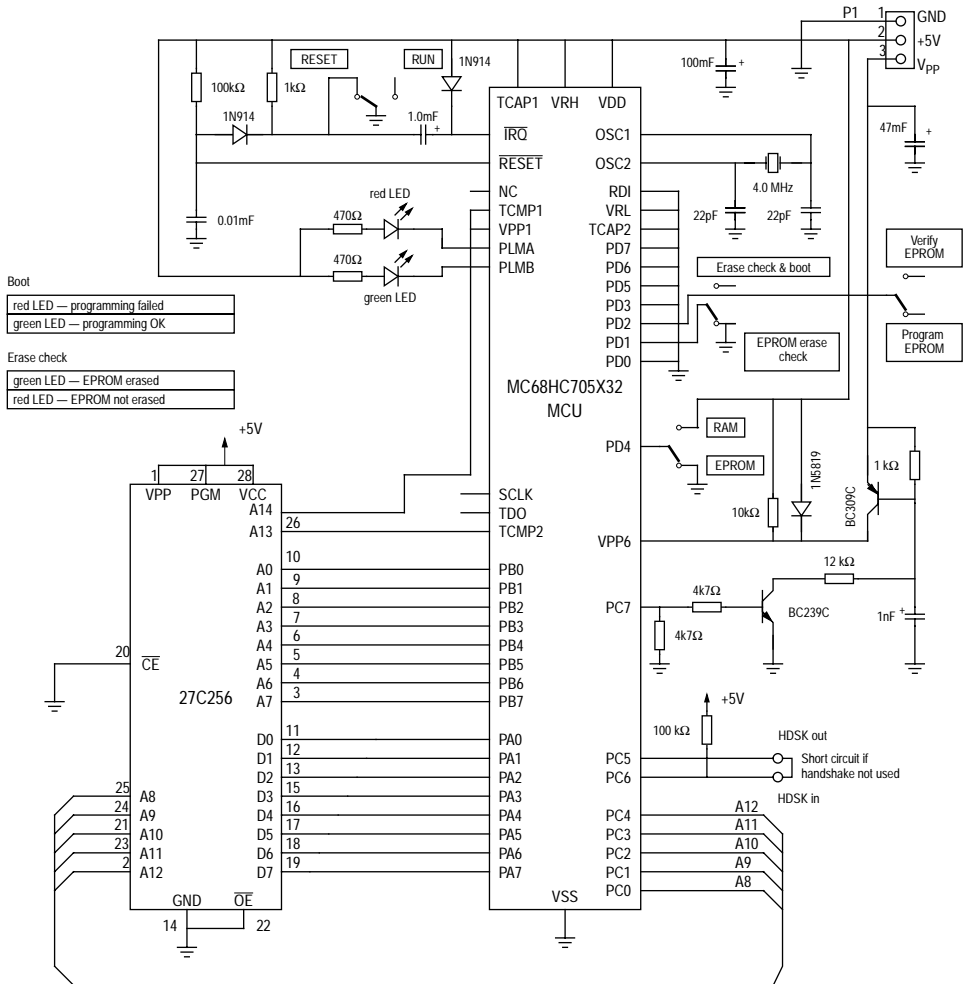 P1
1
GND
2
+5V
3
VPP
RESET
RUN
1N914
100mF
+
100kΩ
1kΩ
TCAP1
VRH
VDD
1N914
1.0mF
+
IRQ
OSC1
47mF
+
RESET
OSC2
4.0 MHz
NC
RDI
red LED
TCMP1
VRL
0.01mF
470Ω
VPP1
TCAP2
22pF
22pF
PLMA
PD7
Verify
EPROM
470Ω
PLMB
PD6
Erase check & boot
green LED
PD5
Boot
PD3
red LED — programming failed
PD2
green LED — programming OK
PD1
EPROM erase
check
Program
EPROM
PD0
Erase check
green LED — EPROM erased
MC68HC705X32
MCU
red LED — EPROM not erased
+5V
RAM
PD4
EPROM
1N5819
1 kΩ
BC309C
1
27
28
VPP
PGM
VCC
A14
SCLK
TDO
A13
26
TCMP2
10kΩ
VPP6
A0
10
PB0
12 kΩ
A1
9
PB1
A2
8
PB2
4k7Ω
PC7
BC239C
1nF
+
A3
7
PB3
A4
6
PB4
4k7Ω
20
CE
A5
5
PB5
A6
4
PB6
27C256
A7
3
PB7
+5V
100 kΩ
HDSK out
D0
11
PA0
D1
12
PA1
PC5
Short circuit if
handshake not used
D2
13
PA2
PC6
HDSK in
25
A8
D3
15
PA3
24
A9
D4
16
PA4
PC4
A12
21
A10
D5
17
PA5
PC3
A11
23
A11
D6
18
PA6
PC2
A10
2
A12
D7
19
PA7
PC1
A9
PC0
A8
GND
OE
VSS
14
22